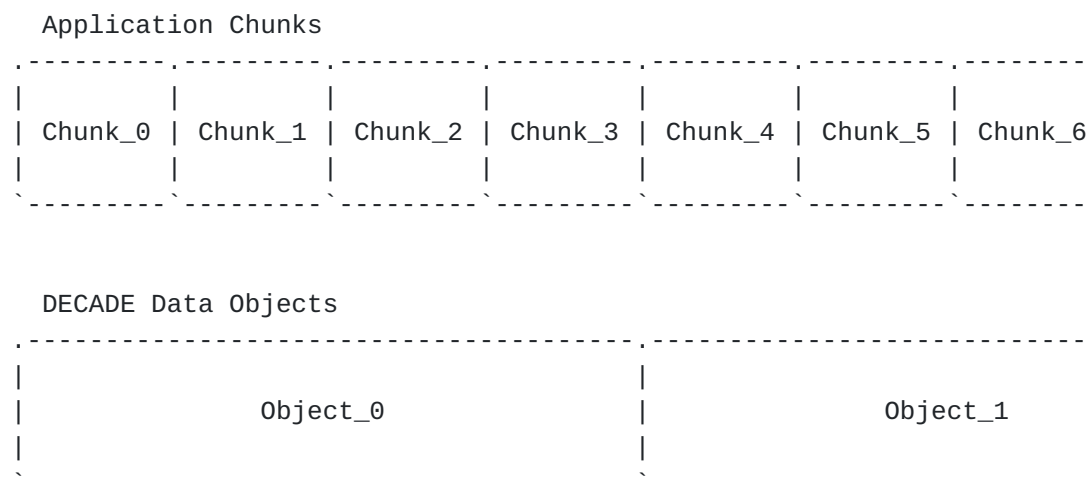 Application Chunks
.---------.---------.---------.---------.---------.---------.--------
|         |         |         |         |         |         |
| Chunk_0 | Chunk_1 | Chunk_2 | Chunk_3 | Chunk_4 | Chunk_5 | Chunk_6
|         |         |         |         |         |         |
`---------`---------`---------`---------`---------`---------`--------
DECADE Data Objects
.---------------------------------------.----------------------------
|                                       |
|               Object_0                |               Object_1
|                                       |
`                                       `